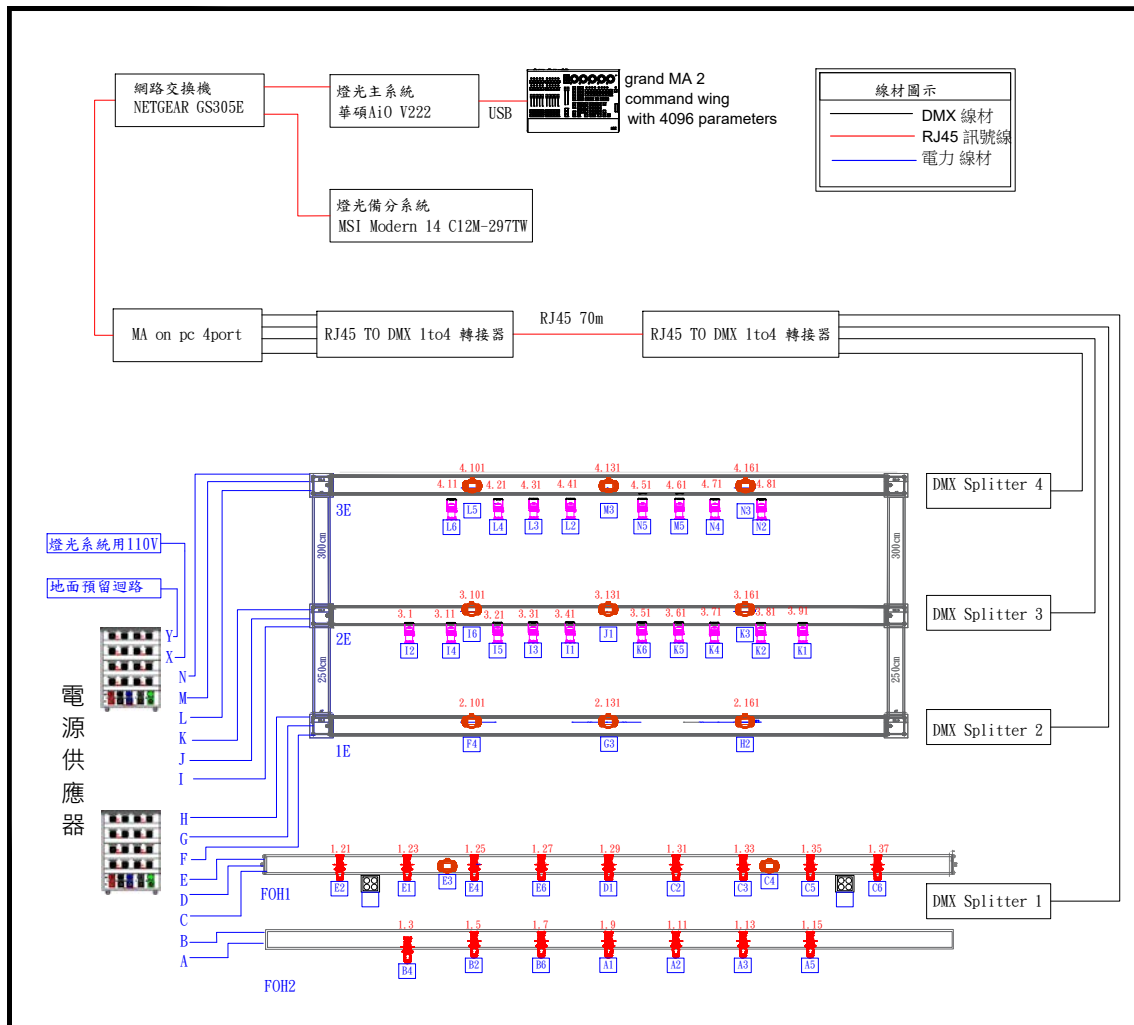 網路交換機
NETGEAR GS305E
燈光主系統
華碩AiO V222
USB
grand MA 2
command wing
with 4096 parameters
線材圖示
DMX 線材
RJ45 訊號線
電力 線材
燈光備分系統
MSI Modern 14 C12M-297TW
MA on pc 4port
RJ45 TO DMX 1to4 轉接器
RJ45 70m
RJ45 TO DMX 1to4 轉接器
4.101
4.131
4.161
4.11
4.21
4.31
4.41
4.51
4.61
4.71
4.81
DMX Splitter 4
3E
L5
M3
N3
L6
L4
L3
L2
N5
M5
N4
N2
燈光系統用110V
地面預留迴路
300cm
300cm
3.101
3.131
3.161
3.1
3.11
3.21
3.31
3.41
3.51
3.61
3.71
3.81
3.91
DMX Splitter 3
2E
I6
J1
K3
I2
I4
I5
I3
I1
K6
K5
K4
K2
K1
250cm
250cm
2.101
2.131
2.161
DMX Splitter 2
1E
F4
G3
H2
電源供應器
Y
X
N
M
L
K
J
I
H
G
F
E
D
C
B
A
1.21
1.23
1.25
1.27
1.29
1.31
1.33
1.35
1.37
FOH1
E2
E1
E3
E4
E6
D1
C2
C3
C4
C5
C6
DMX Splitter 1
1.3
1.5
1.7
1.9
1.11
1.13
1.15
FOH2
B4
B2
B6
A1
A2
A3
A5